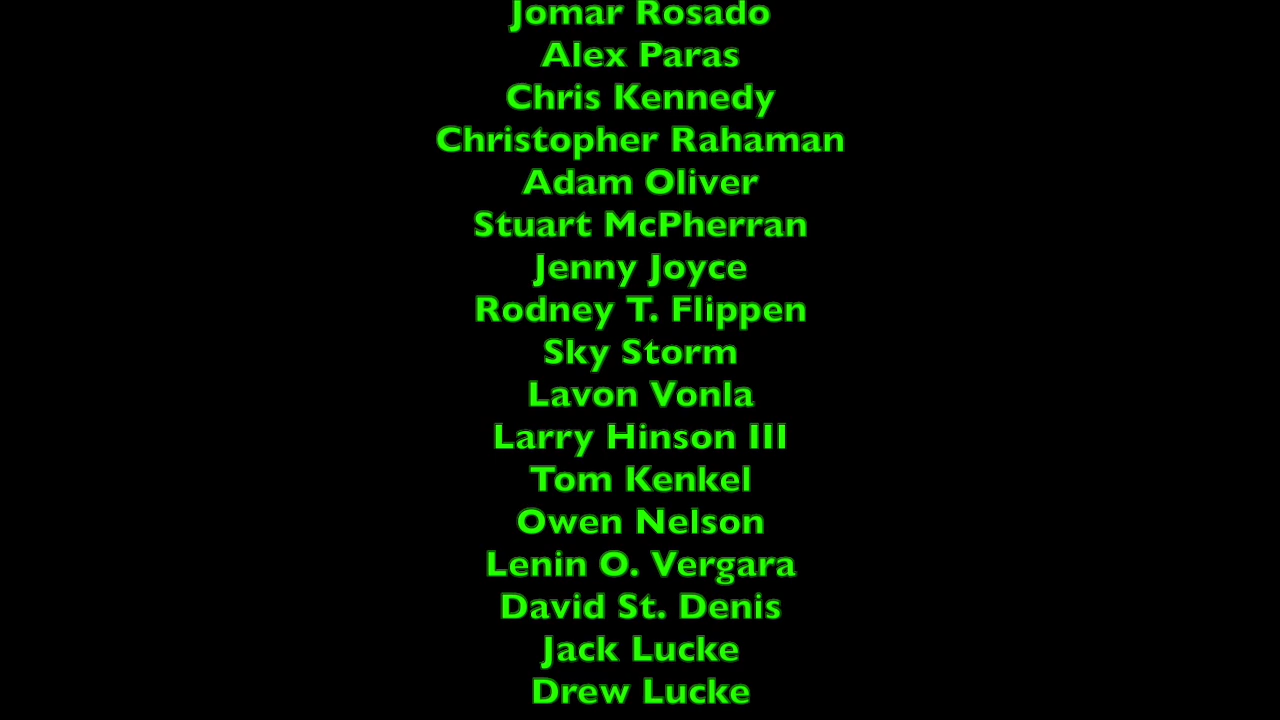 Jomar Rosado
Alex Paras
Chris Kennedy
Christopher Rahaman
Adam Oliver
Stuart McPherran
Jenny Joyce
Rodney T. Flippen
Sky Storm
Lavon Vonla
Larry Hinson III
Tom Kenkel
Owen Nelson
Lenin O. Vergara
David St. Denis
Jack Lucke
Drew Lucke